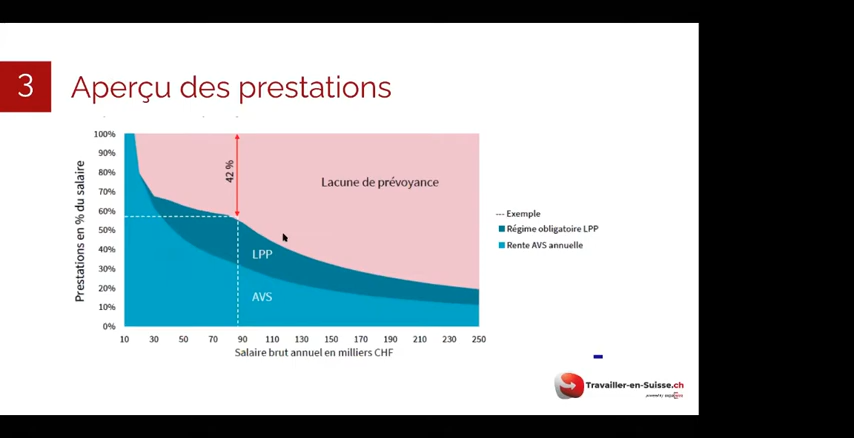 3
Aperçu des prestations
100%
90%
80%
70%
60%
50%
40%
30%
20%
10%
0%
Prestations en % du salaire
42 %
Lacune de prévoyance
LPP
AVS
10 30 50 70 90 110 130 150 170 190 210 230 250
Salaire brut annuel en milliers CHF
Exemple
Régime obligatoire LPP
Rente AVS annuelle
Travailler-en-Suisse.ch